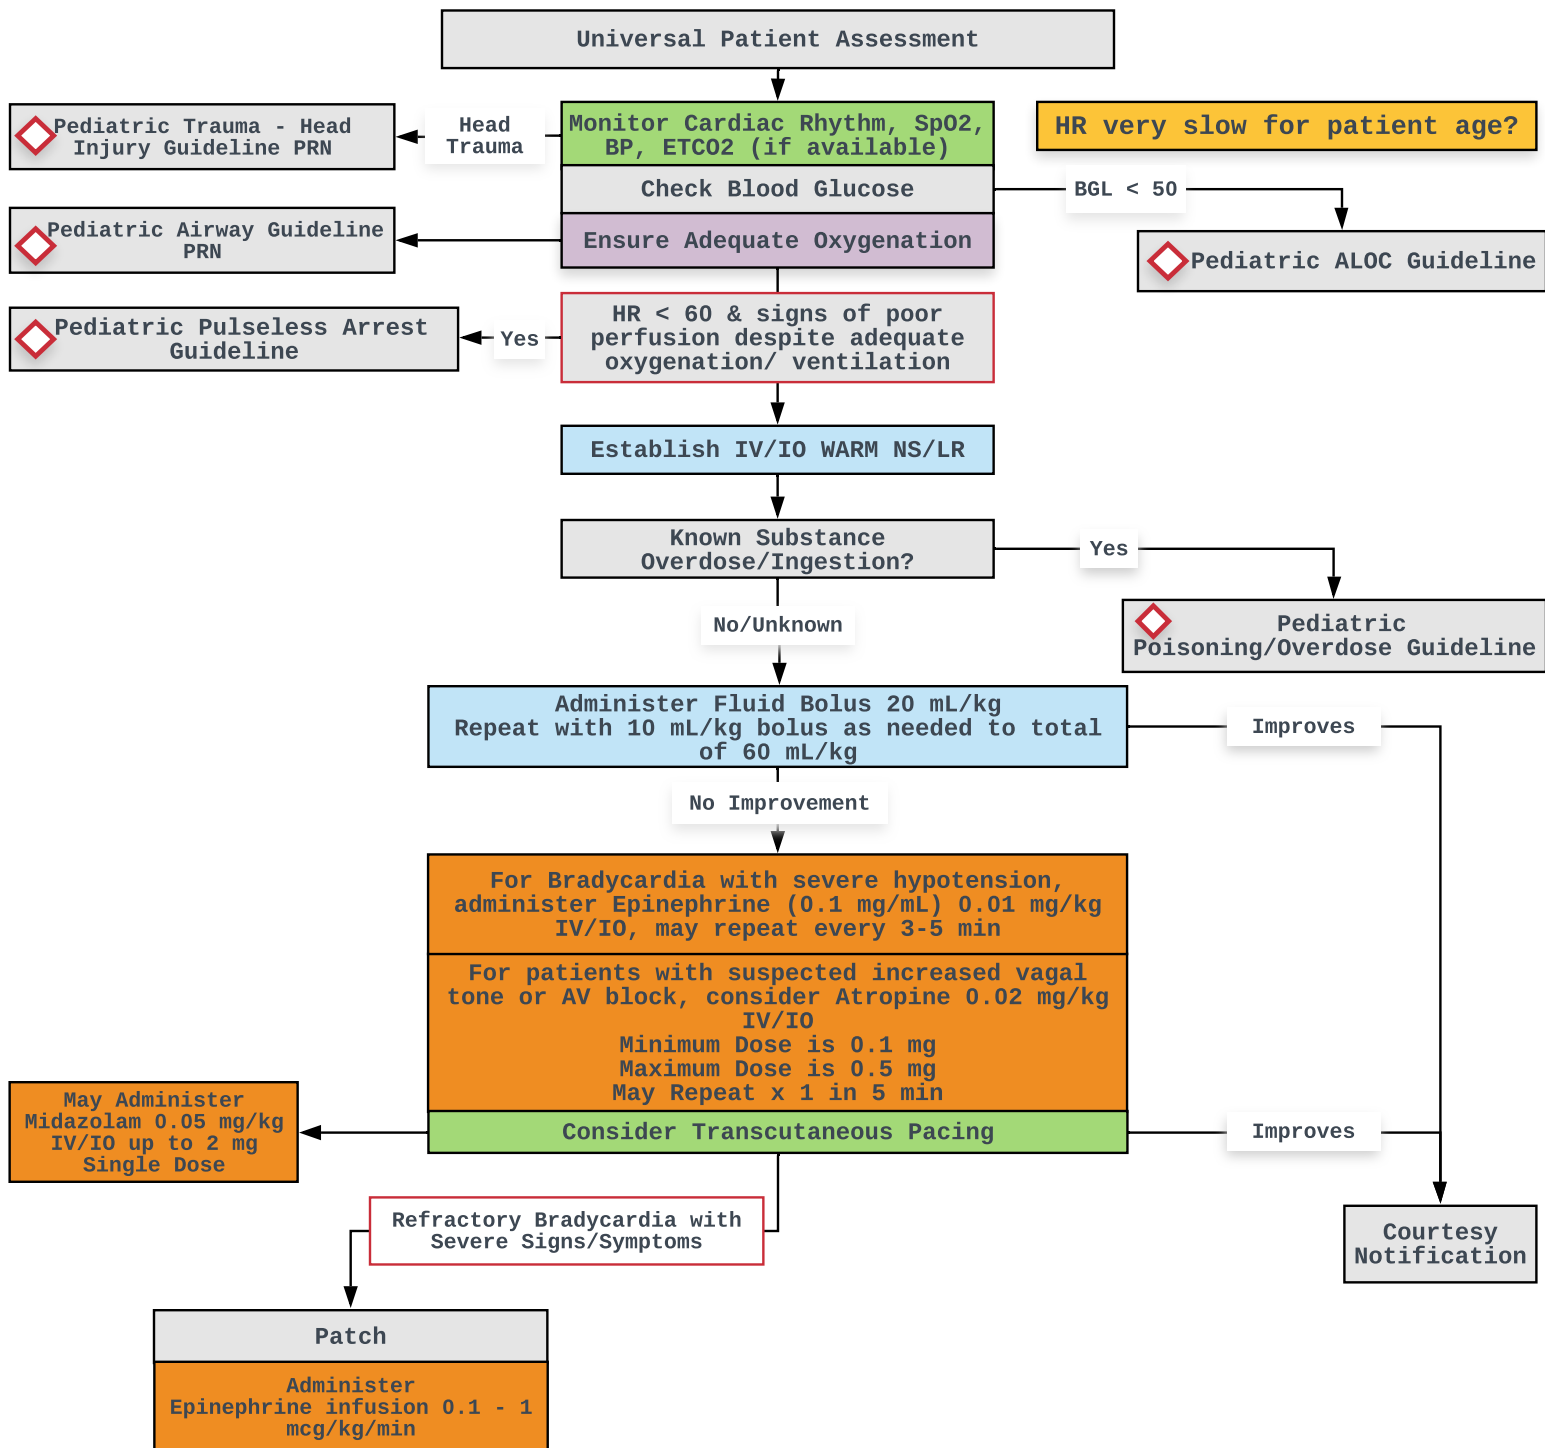 Universal Patient Assessment
Pediatric Trauma - Head
Injury Guideline PRN
Head
Trauma
Monitor Cardiac Rhythm, SpO2,
BP, ETCO2 (if available)
HR very slow for patient age?
Check Blood Glucose
BGL < 50
Pediatric Airway Guideline
PRN
Ensure Adequate Oxygenation
Pediatric ALOC Guideline
Pediatric Pulseless Arrest
Guideline
Yes
HR < 60 & signs of poor
perfusion despite adequate
oxygenation/ ventilation
Establish IV/IO WARM NS/LR
Known Substance
Overdose/Ingestion?
Yes
No/Unknown
Pediatric
Poisoning/Overdose Guideline
Administer Fluid Bolus 20 mL/kg
Repeat with 10 mL/kg bolus as needed to total
of 60 mL/kg
Improves
No Improvement
For Bradycardia with severe hypotension,
administer Epinephrine (0.1 mg/mL) 0.01 mg/kg
IV/IO, may repeat every 3-5 min
For patients with suspected increased vagal
tone or AV block, consider Atropine 0.02 mg/kg
IV/IO
Minimum Dose is 0.1 mg
Maximum Dose is 0.5 mg
May Repeat x 1 in 5 min
May Administer
Midazolam 0.05 mg/kg
IV/IO up to 2 mg
Single Dose
Consider Transcutaneous Pacing
Improves
Refractory Bradycardia with
Severe Signs/Symptoms
Courtesy
Notification
Patch
Administer
Epinephrine infusion 0.1 - 1
mcg/kg/min